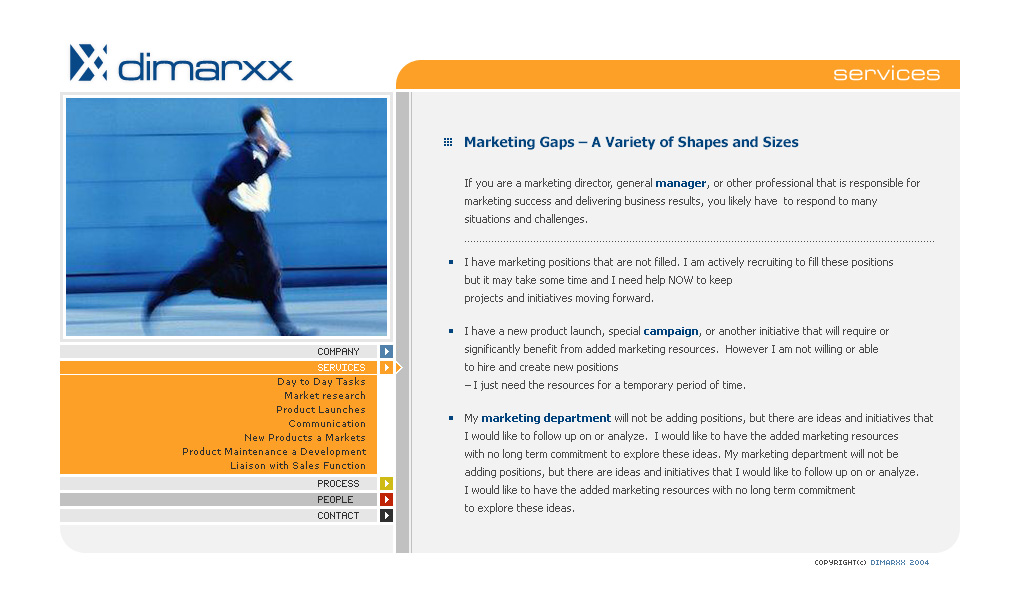 dimarxx
services
COMPANY
SERVICES
Day to Day Tasks
Market research
Product Launches
Communication
New Products a Markets
Product Maintenance a Development
Liaison with Sales Function
PROCESS
PEOPLE
CONTACT
Marketing Gaps – A Variety of Shapes and Sizes
If you are a marketing director, general manager, or other professional that is responsible for
marketing success and delivering business results, you likely have to respond to many
situations and challenges.
I have marketing positions that are not filled. I am actively recruiting to fill these positions
but it may take some time and I need help NOW to keep
projects and initiatives moving forward.
I have a new product launch, special campaign, or another initiative that will require or
significantly benefit from added marketing resources. However I am not willing or able
to hire and create new positions
– I just need the resources for a temporary period of time.
My marketing department will not be adding positions, but there are ideas and initiatives that
I would like to follow up on or analyze. I would like to have the added marketing resources
with no long term commitment to explore these ideas. My marketing department will not be
adding positions, but there are ideas and initiatives that I would like to follow up on or analyze.
I would like to have the added marketing resources with no long term commitment
to explore these ideas.
COPYRIGHT(c) DIMARXX 2004